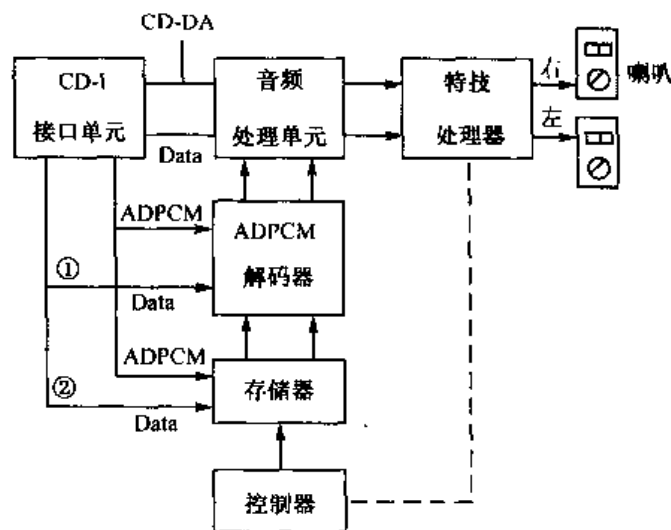 CD-DA
CD-i
接口单元
Data
音频
处理单元
特技
处理器
右
左
喇叭
ADPCM
①
Data
ADPCM
解码器
ADPCM
②
Data
存储器
控制器